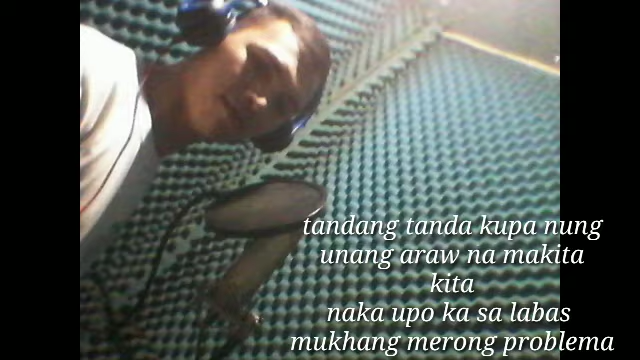 tandang tanda kupa nung
unang araw na makita
kita
naka upo ka sa labas
mukhang merong problema